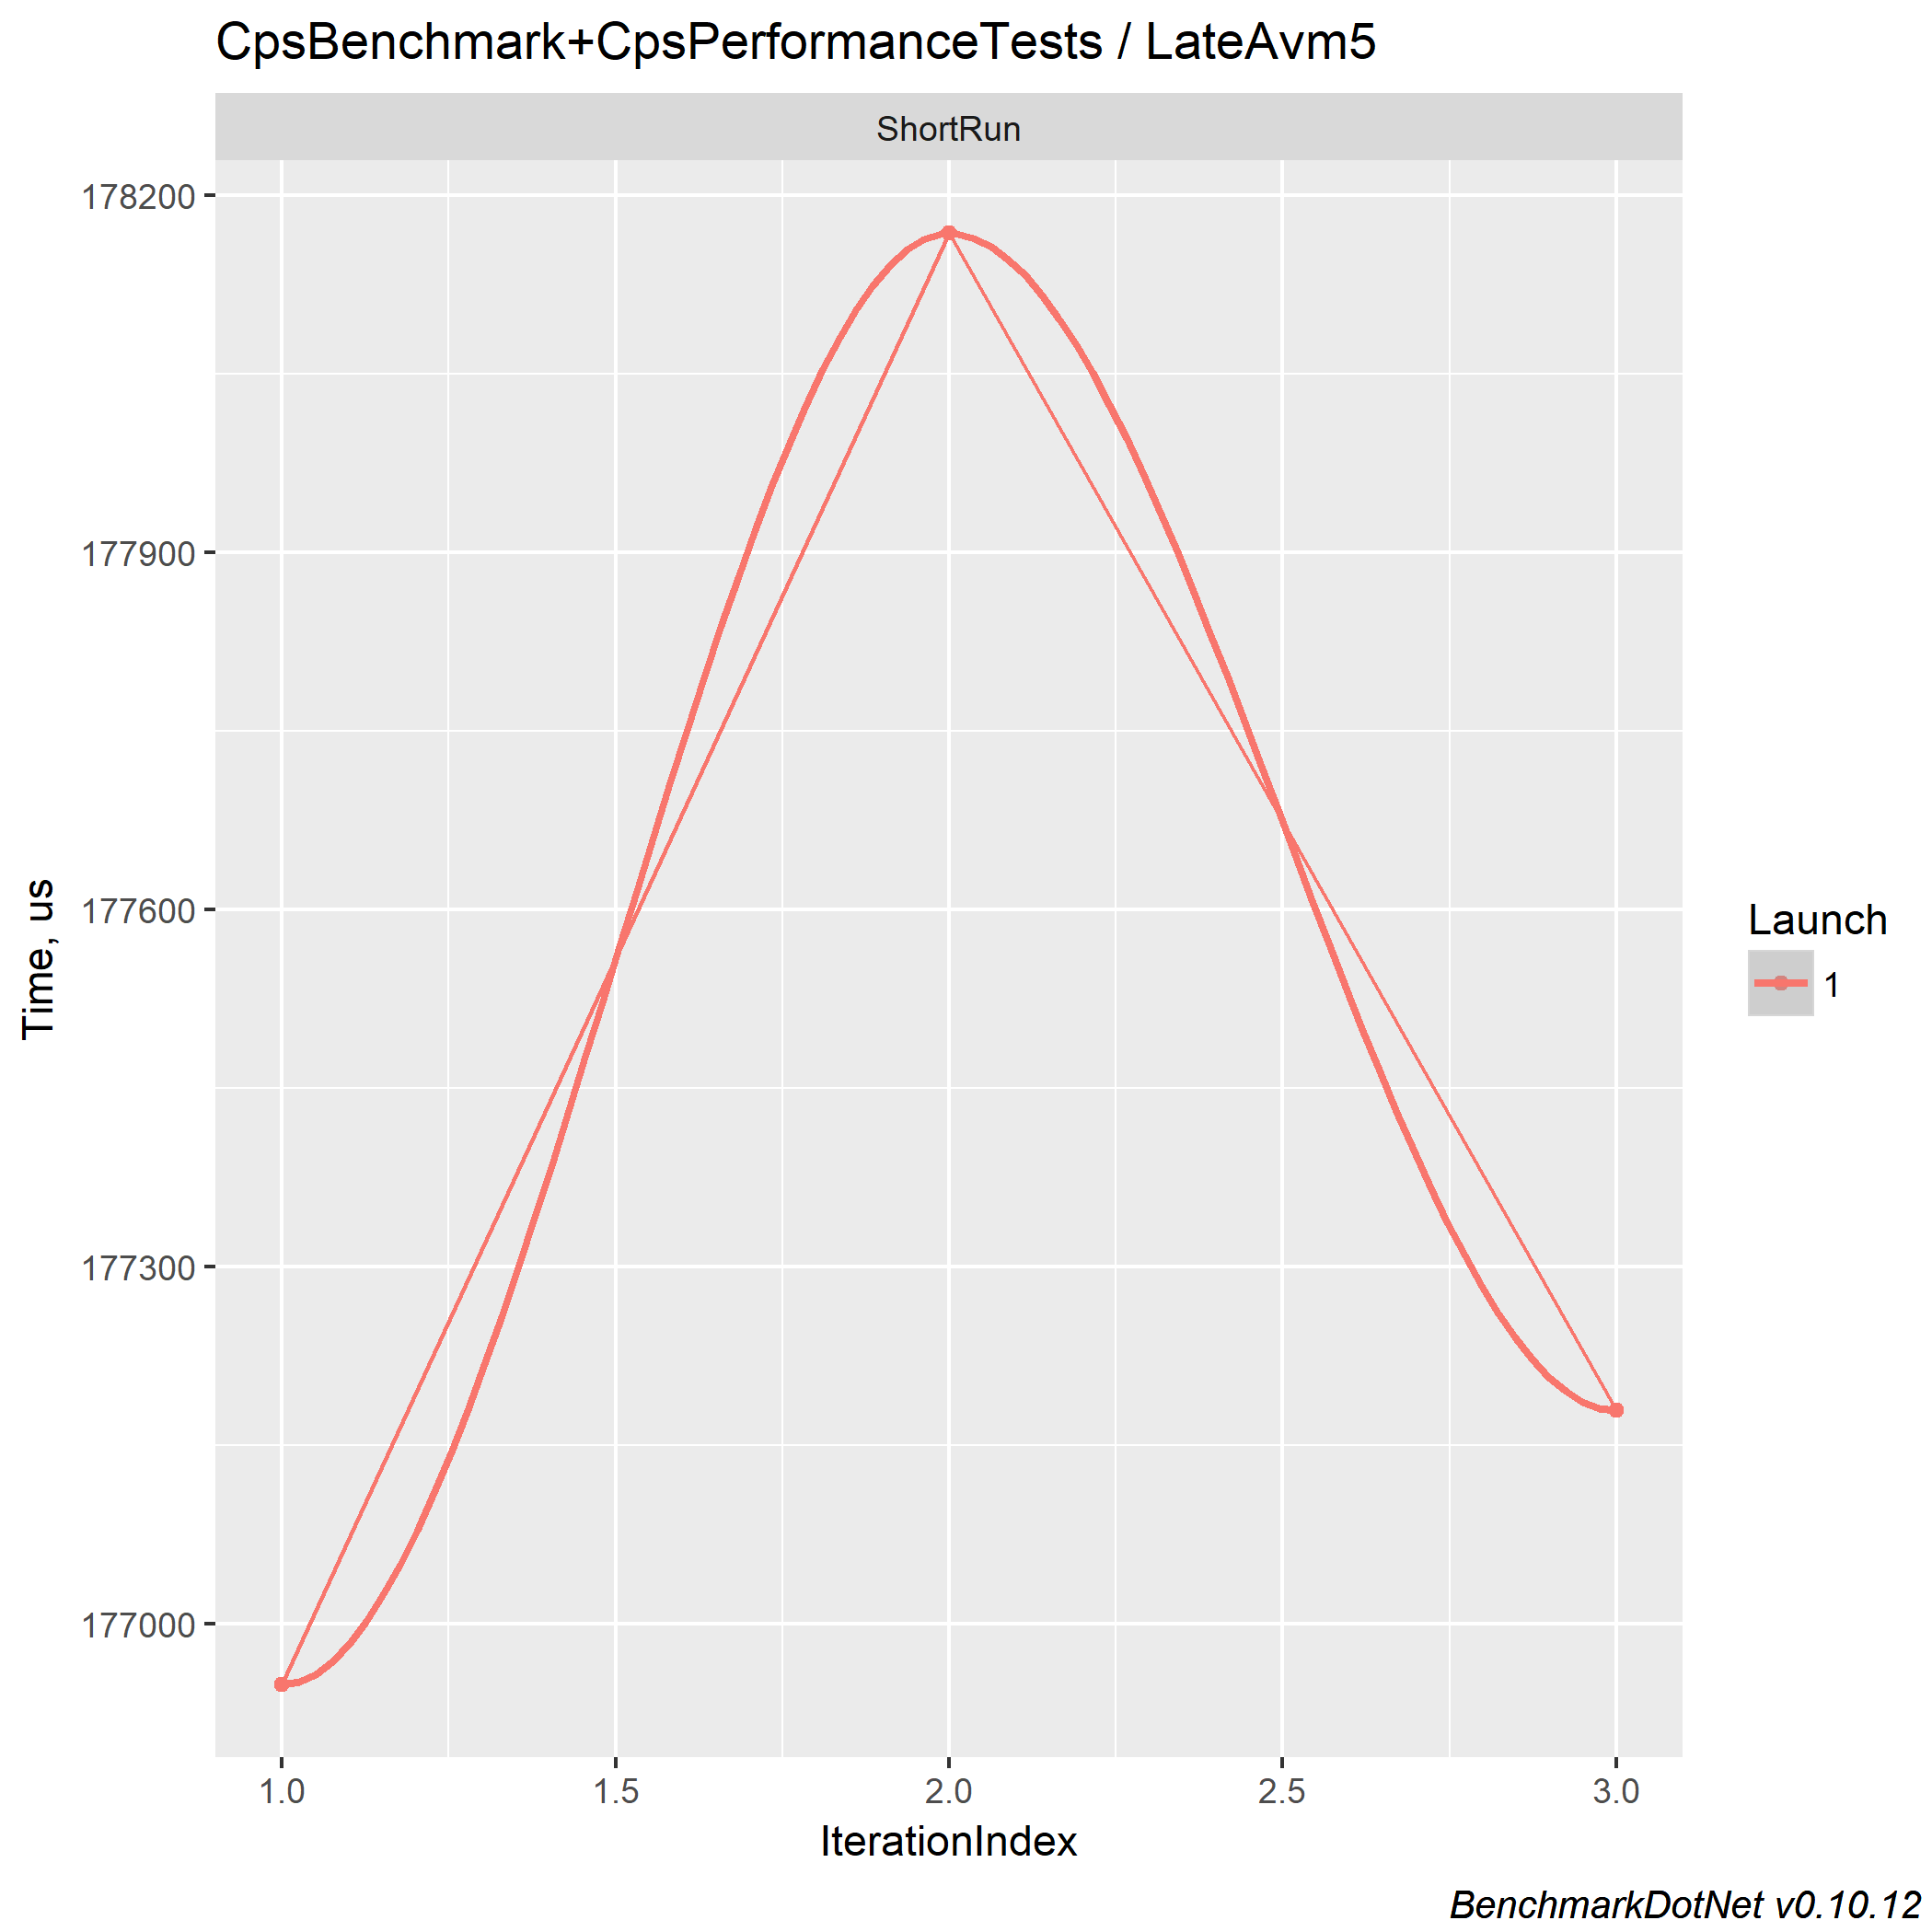 CpsBenchmark+CpsPerformanceTests / LateAvm5
ShortRun
178200
177900
177600
177300
177000
Time, us
1.0 1.5 2.0 2.5 3.0
IterationIndex
Launch
1
BenchmarkDotNet v0.10.12